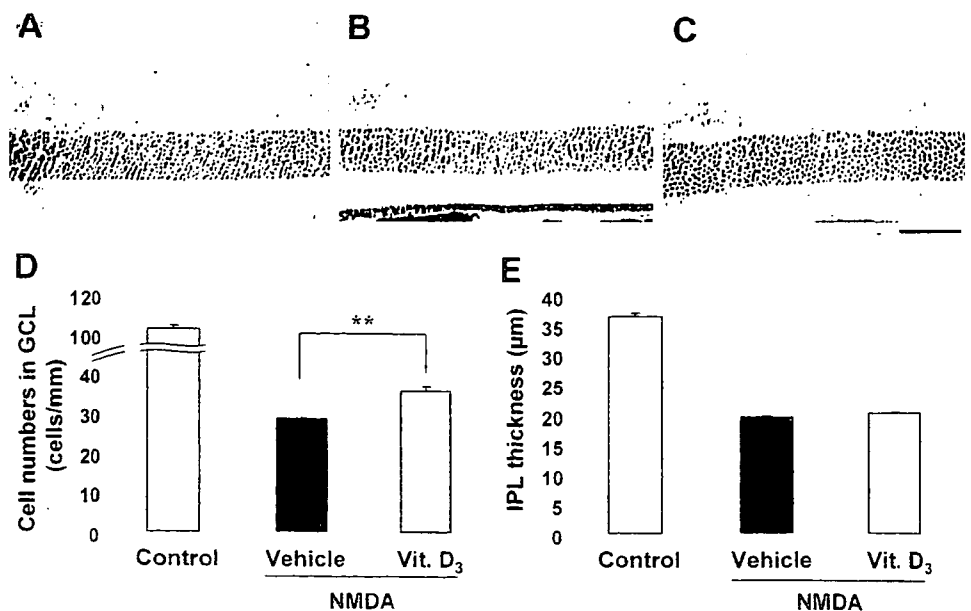 A
B
C
D
Cell numbers in GCL
(cells/mm)
120
100
40
30
20
10
0
**
Control
Vehicle
Vit. D₃
NMDA
E
IPL thickness (µm)
40
35
30
25
20
15
10
5
0
Control
Vehicle
Vit. D₃
NMDA